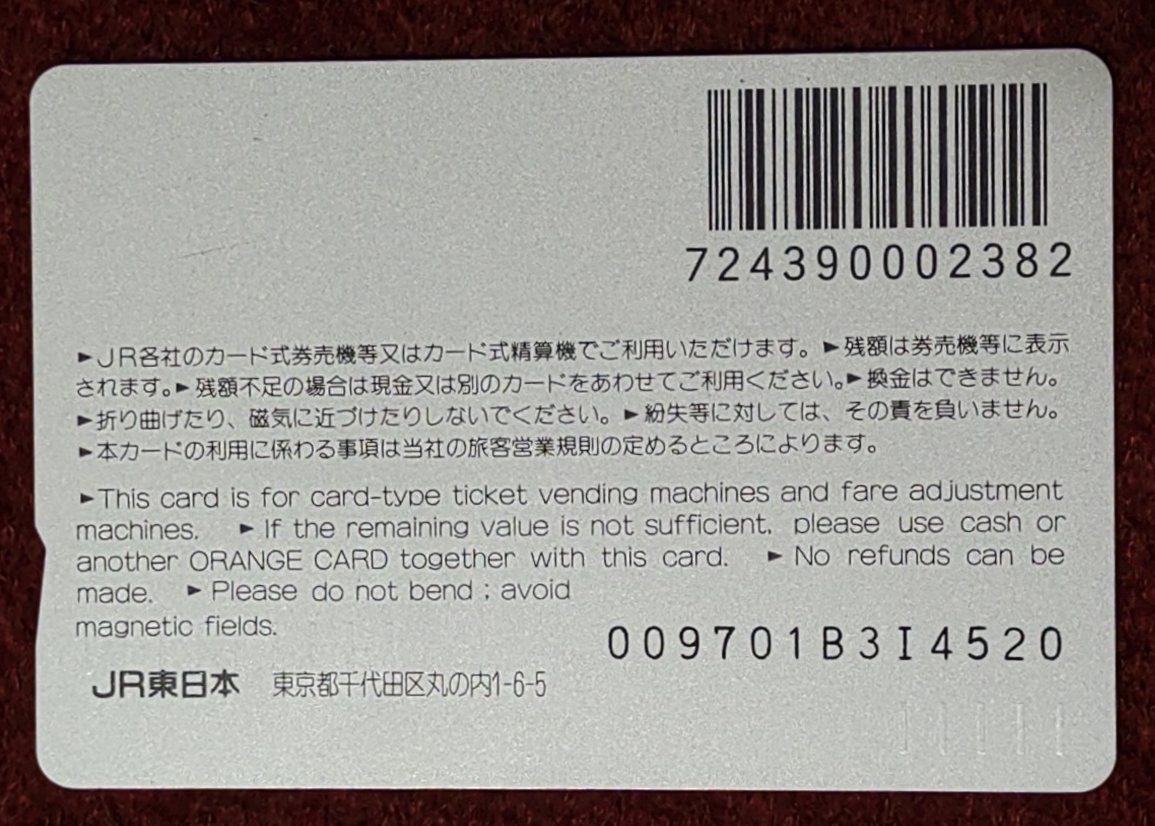 724390002382
►JR各社のカード式券売機等又はカード式精算機でご利用いただけます。►残額は券売機等に表示
されます。►残額不足の場合は現金又は別のカードをあわせてご利用ください。►換金はできません。
►折り曲げたり、磁気に近づけたりしないでください。►紛失等に対しては、その責を負いません。
►本カードの利用に係わる事項は当社の旅客営業規則の定めるところによります。
►This card is for card-type ticket vending machines and fare adjustment
machines. ►If the remaining value is not sufficient, please use cash or
another ORANGE CARD together with this card. ►No refunds can be
made. ►Please do not bend ; avoid
magnetic fields.
009701B3I4520
JR東日本 東京都千代田区丸の内1-6-5